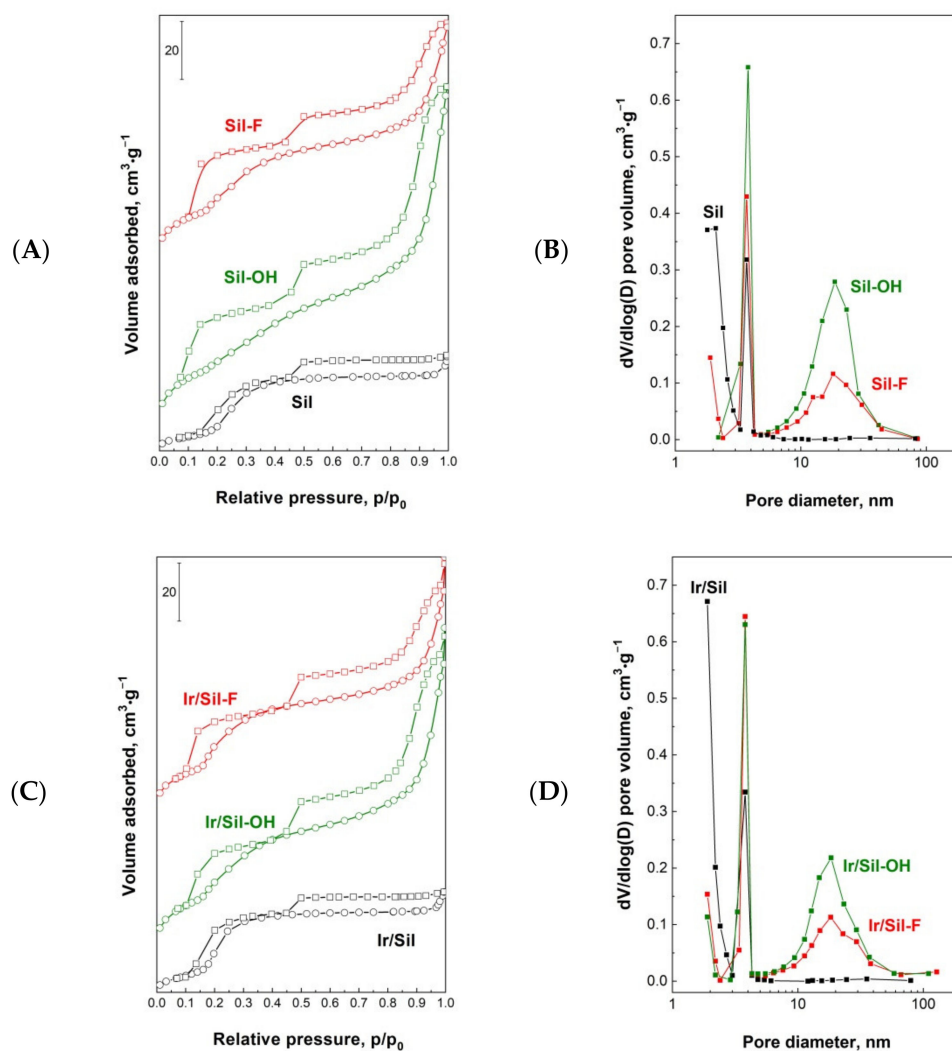 (A)
Volume adsorbed, cm³·g⁻¹
20
Sil-F
Sil-OH
Sil
0.0 0.1 0.2 0.3 0.4 0.5 0.6 0.7 0.8 0.9 1.0
Relative pressure, p/p₀
(B)
dV/dlog(D) pore volume, cm³·g⁻¹
0.7
0.6
0.5
0.4
0.3
0.2
0.1
0.0
Sil
Sil-OH
Sil-F
1 10 100
Pore diameter, nm
(C)
Volume adsorbed, cm³·g⁻¹
20
Ir/Sil-F
Ir/Sil-OH
Ir/Sil
0.0 0.1 0.2 0.3 0.4 0.5 0.6 0.7 0.8 0.9 1.0
Relative pressure, p/p₀
(D)
dV/dlog(D) pore volume, cm³·g⁻¹
0.7
0.6
0.5
0.4
0.3
0.2
0.1
0.0
Ir/Sil
Ir/Sil-OH
Ir/Sil-F
1 10 100
Pore diameter, nm